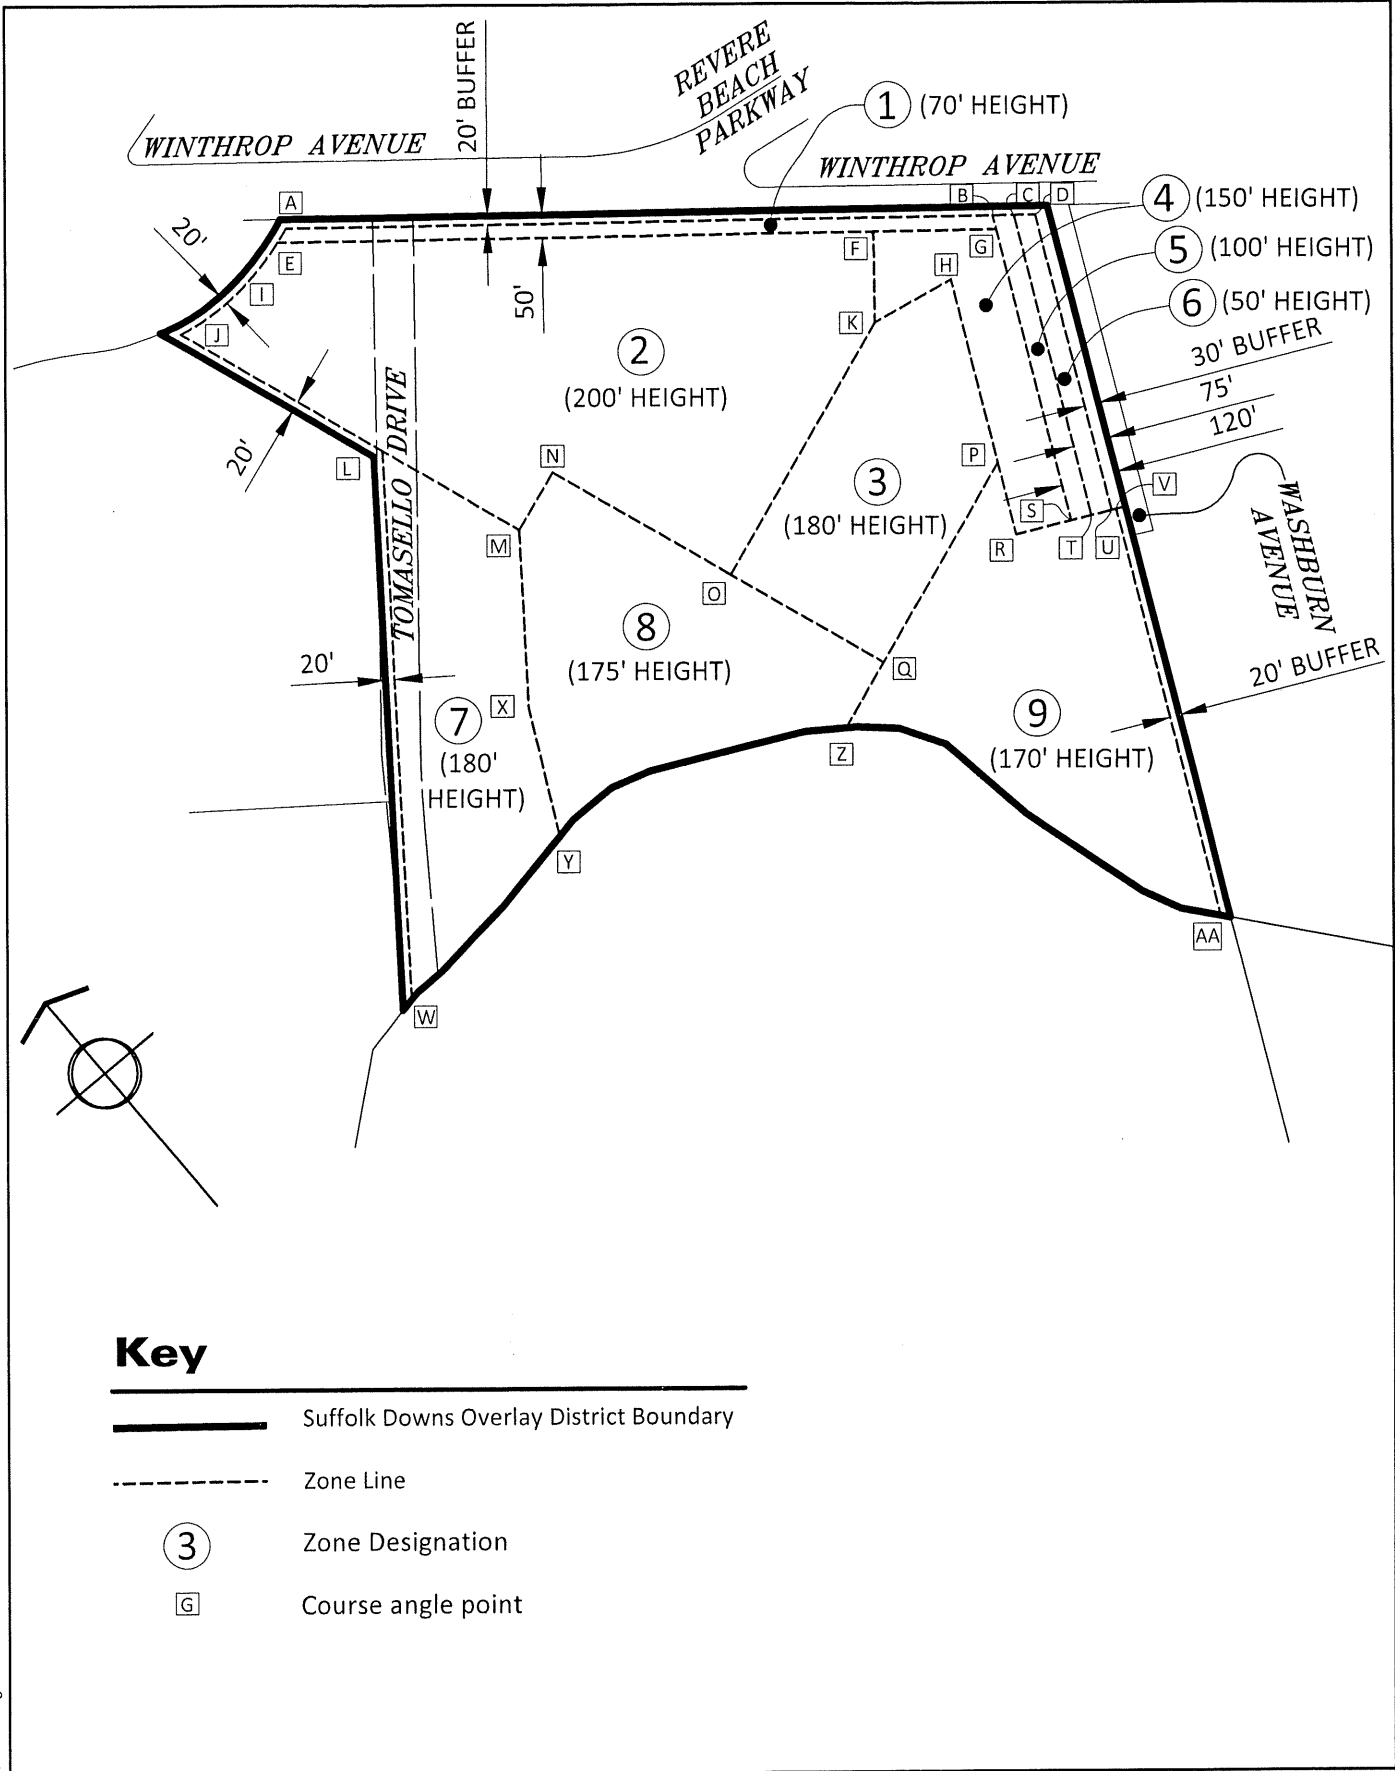 20' BUFFER
REVERE
BEACH
PARKWAY
1 (70' HEIGHT)
WINTHROP AVENUE
WINTHROP AVENUE
A
B
C
D
4 (150' HEIGHT)
20'
E
F
G
5 (100' HEIGHT)
H
I
50'
6 (50' HEIGHT)
J
K
2
(200' HEIGHT)
30' BUFFER
75'
120'
TOMASELLO DRIVE
20'
L
N
P
3
(180' HEIGHT)
V
WASHBURN
AVENUE
M
S
R
T
U
O
8
(175' HEIGHT)
20'
Q
20' BUFFER
X
7
(180'
HEIGHT)
9
(170' HEIGHT)
Z
Y
AA
W
Key
Suffolk Downs Overlay District Boundary
Zone Line
3
Zone Designation
G
Course angle point